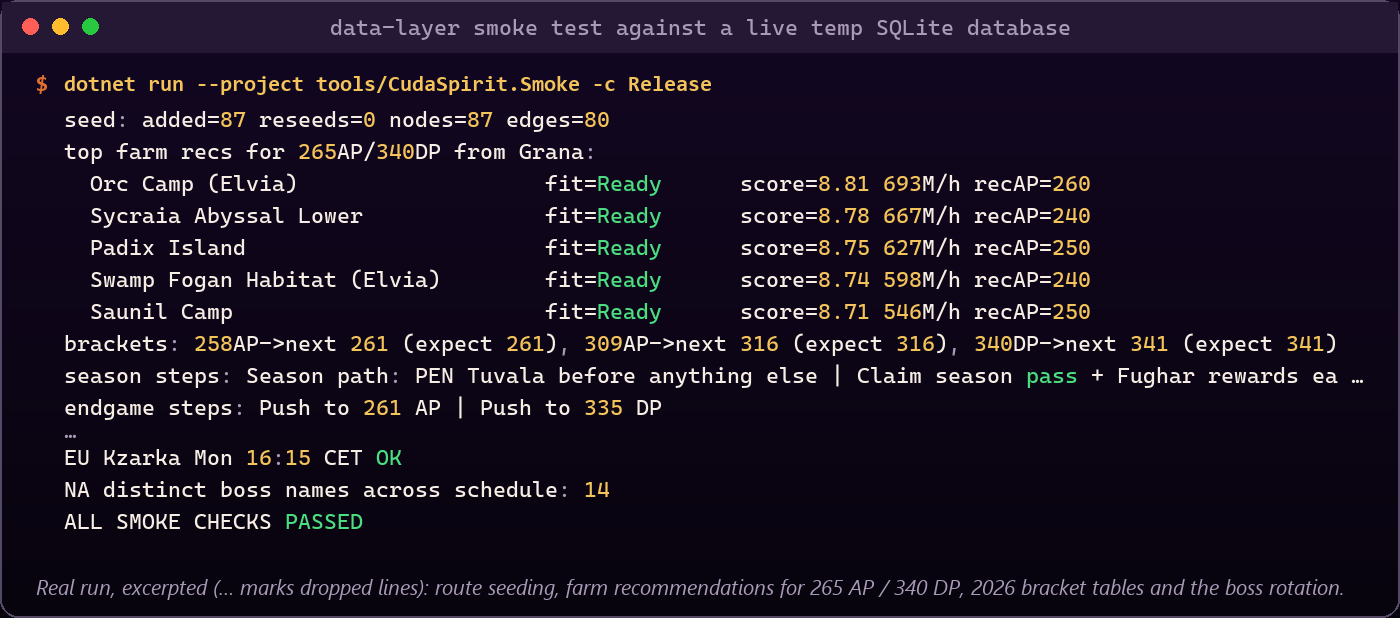 data-layer smoke test against a live temp SQLite database
$ dotnet run --project tools/CudaSpirit.Smoke -c Release
seed: added=87 reseeds=0 nodes=87 edges=80
top farm recs for 265AP/340DP from Grana:
Orc Camp (Elvia) fit=Ready score=8.81 693M/h recAP=260
Sycraia Abyssal Lower fit=Ready score=8.78 667M/h recAP=240
Padix Island fit=Ready score=8.75 627M/h recAP=250
Swamp Fogan Habitat (Elvia) fit=Ready score=8.74 598M/h recAP=240
Saunil Camp fit=Ready score=8.71 546M/h recAP=250
brackets: 258AP->next 261 (expect 261), 309AP->next 316 (expect 316), 340DP->next 341 (expect 341)
season steps: Season path: PEN Tuvala before anything else | Claim season pass + Fughar rewards ea …
endgame steps: Push to 261 AP | Push to 335 DP
…
EU Kzarka Mon 16:15 CET OK
NA distinct boss names across schedule: 14
ALL SMOKE CHECKS PASSED
Real run, excerpted (... marks dropped lines): route seeding, farm recommendations for 265 AP / 340 DP, 2026 bracket tables and the boss rotation.